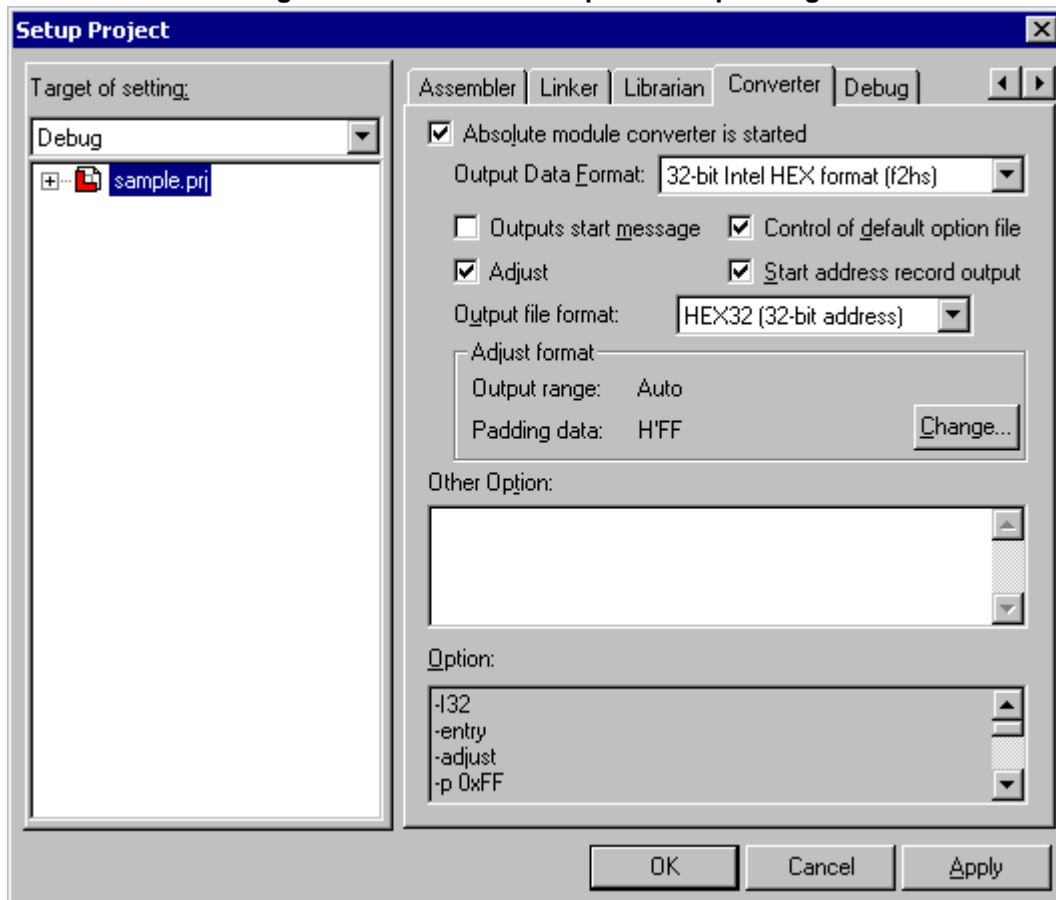 Setup Project
Target of setting:
Debug
sample.prj
Assembler Linker Librarian Converter Debug
Absolute module converter is started
Output Data Format: 32-bit Intel HEX format (f2hs)
Outputs start message Control of default option file
Adjust Start address record output
Output file format: HEX32 (32-bit address)
Adjust format
Output range: Auto
Padding data: H'FF
Change...
Other Option:
Option:
-I32
-entry
-adjust
-p 0xFF
OK Cancel Apply